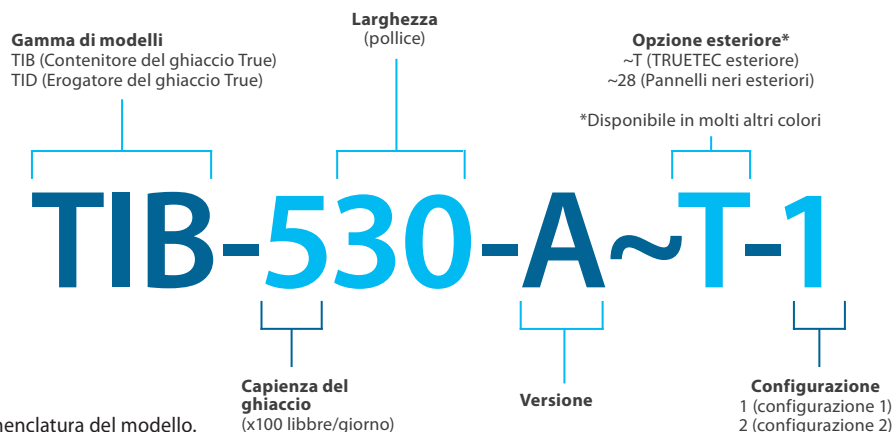 Gamma di modelli
TIB (Contenitore del ghiaccio True)
TID (Erogatore del ghiaccio True)
Larghezza
(pollice)
Opzione esteriore*
~T (TRUETEC esteriore)
~28 (Pannelli neri esteriori)
*Disponibile in molti altri colori
TIB-530-A~T-1
Capienza del
ghiaccio
(x100 libbre/giorno)
Versione
Configurazione
1 (configurazione 1)
2 (configurazione 2)
del modello.